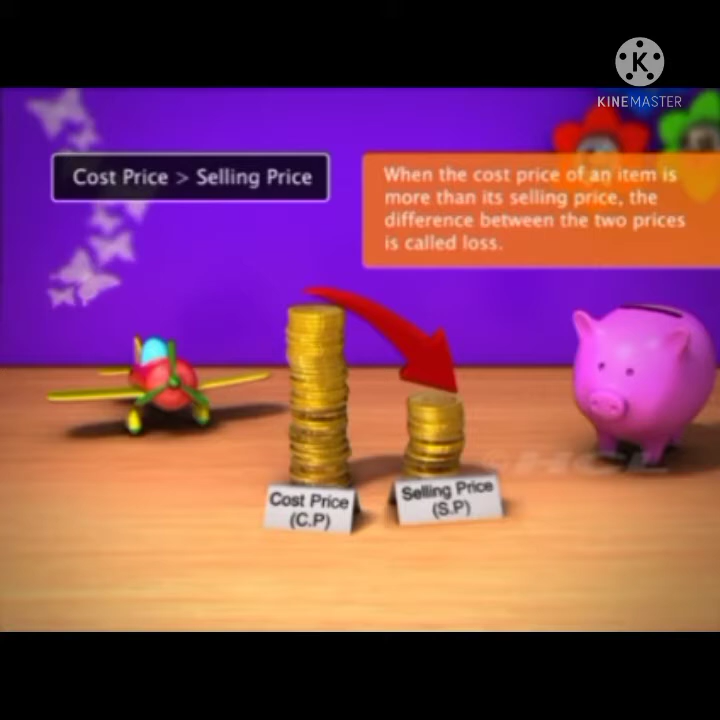 K
KINEMASTER
Cost Price > Selling Price
When the cost price of an item is
more than its selling price, the
difference between the two prices
is called loss.
Cost Price
(C.P)
Selling Price
(S.P)
HCL